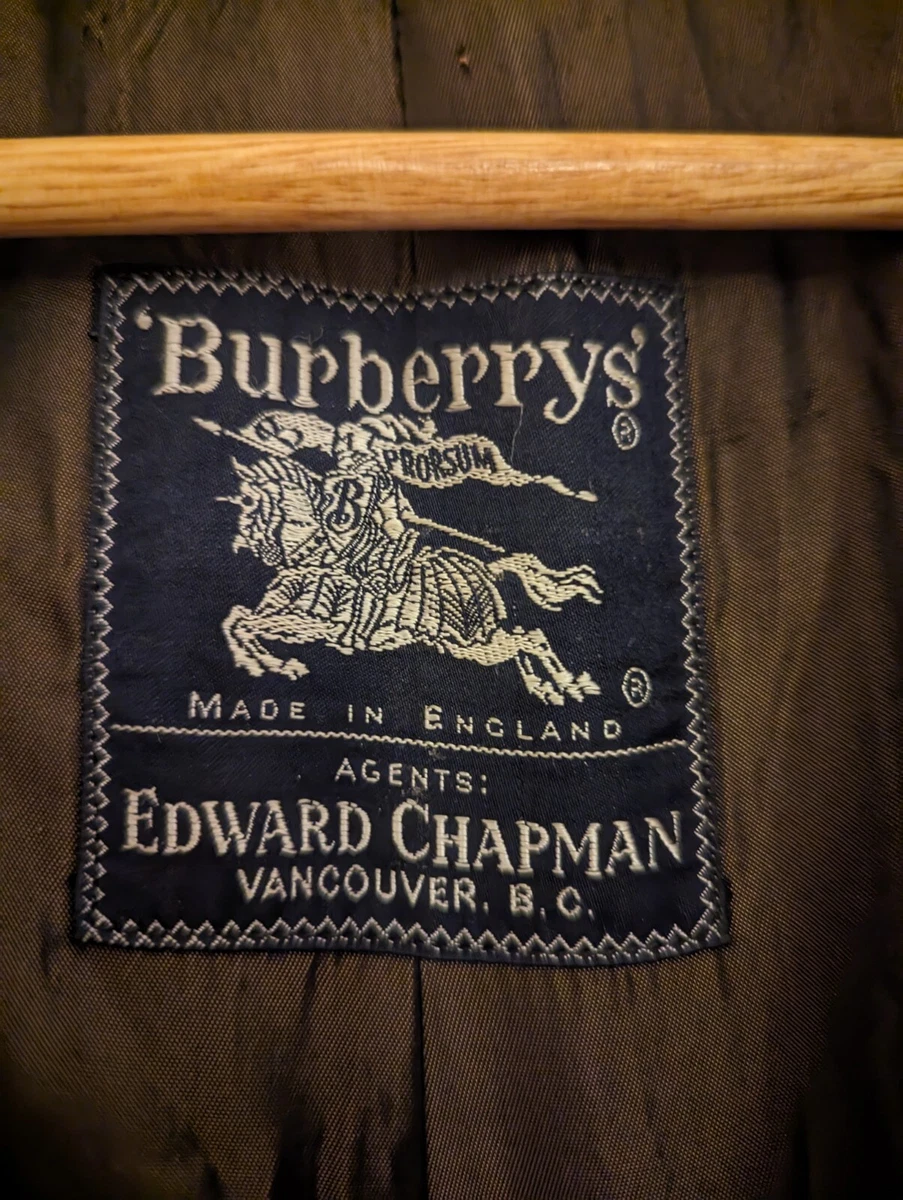 'Burberrys'
®
PRORSUM
B
®
MADE IN ENGLAND
AGENTS:
EDWARD CHAPMAN
VANCOUVER. B.C.